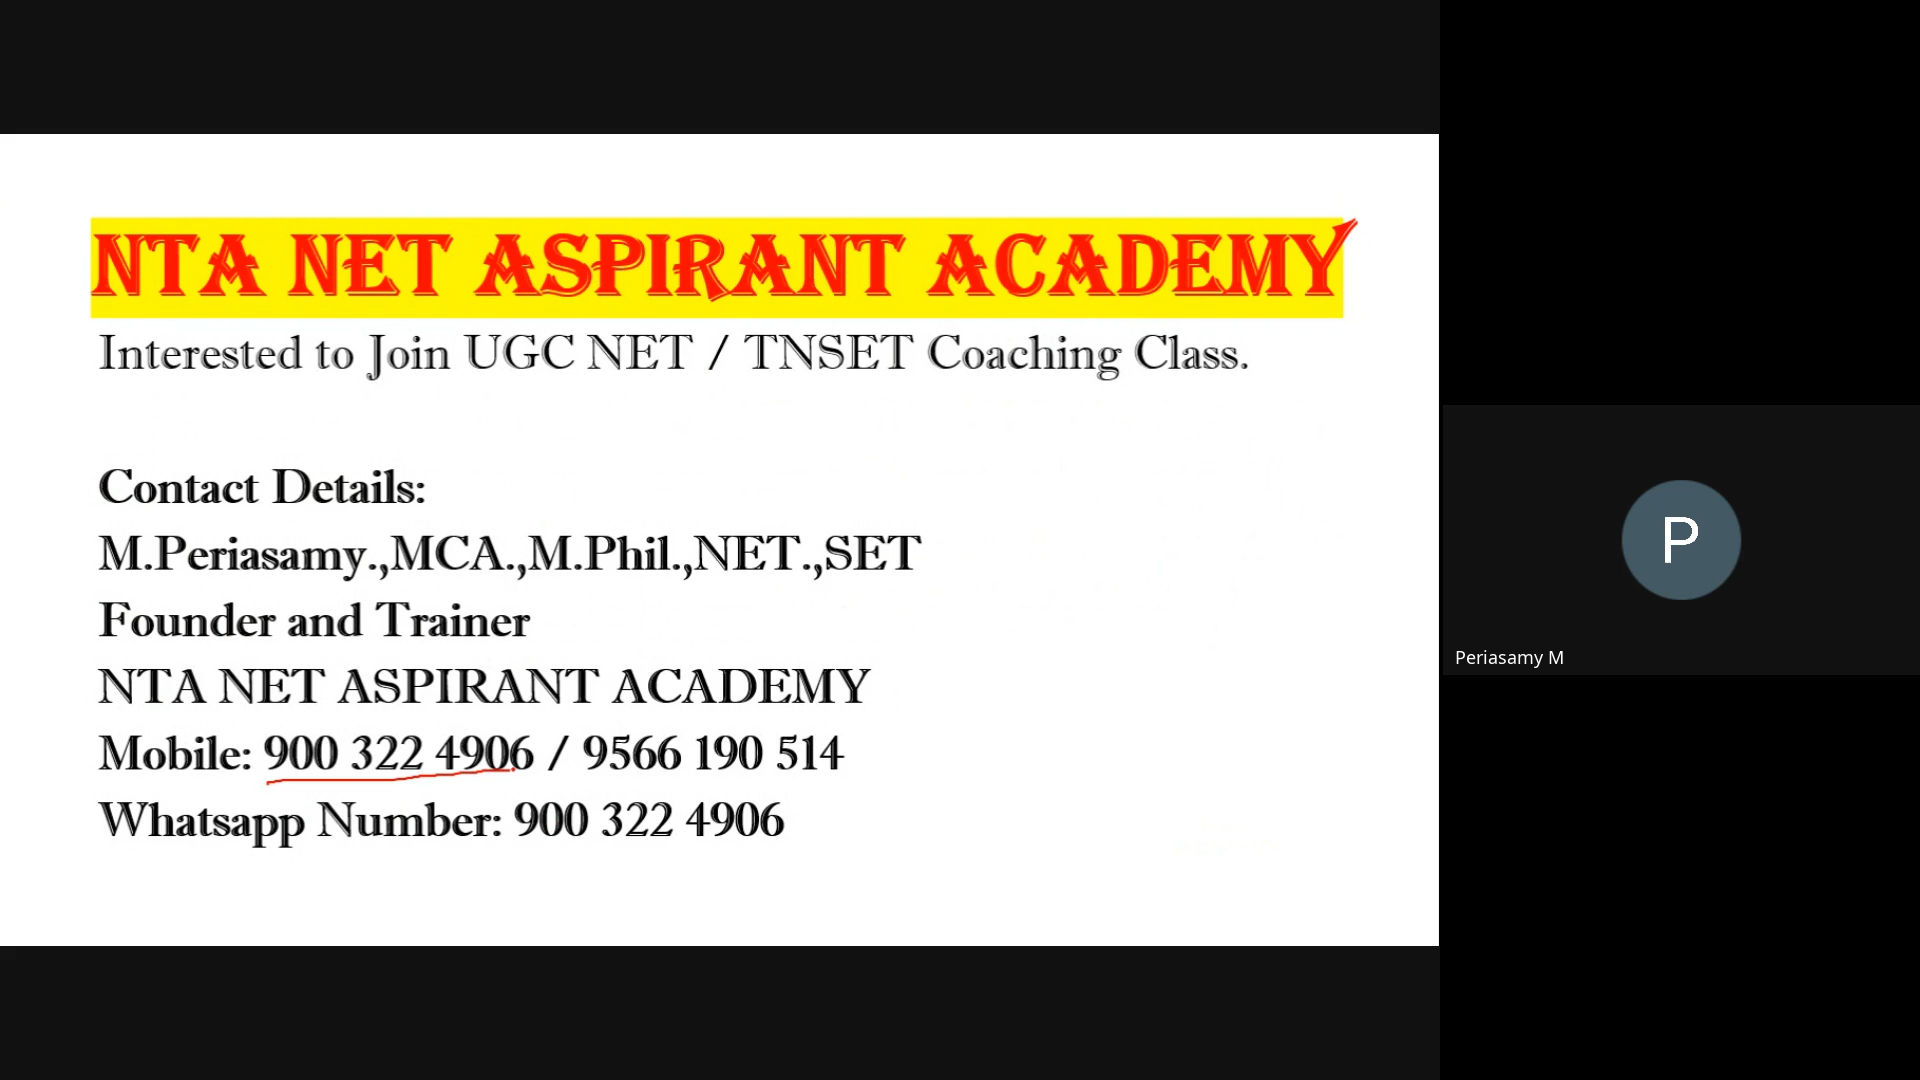 NTA NET ASPIRANT ACADEMY
Interested to Join UGC NET / TNSET Coaching Class.
Contact Details:
M.Periasamy.,MCA.,M.Phil.,NET.,SET
Founder and Trainer
NTA NET ASPIRANT ACADEMY
Mobile: 900 322 4906 / 9566 190 514
Whatsapp Number: 900 322 4906
P
Periasamy M